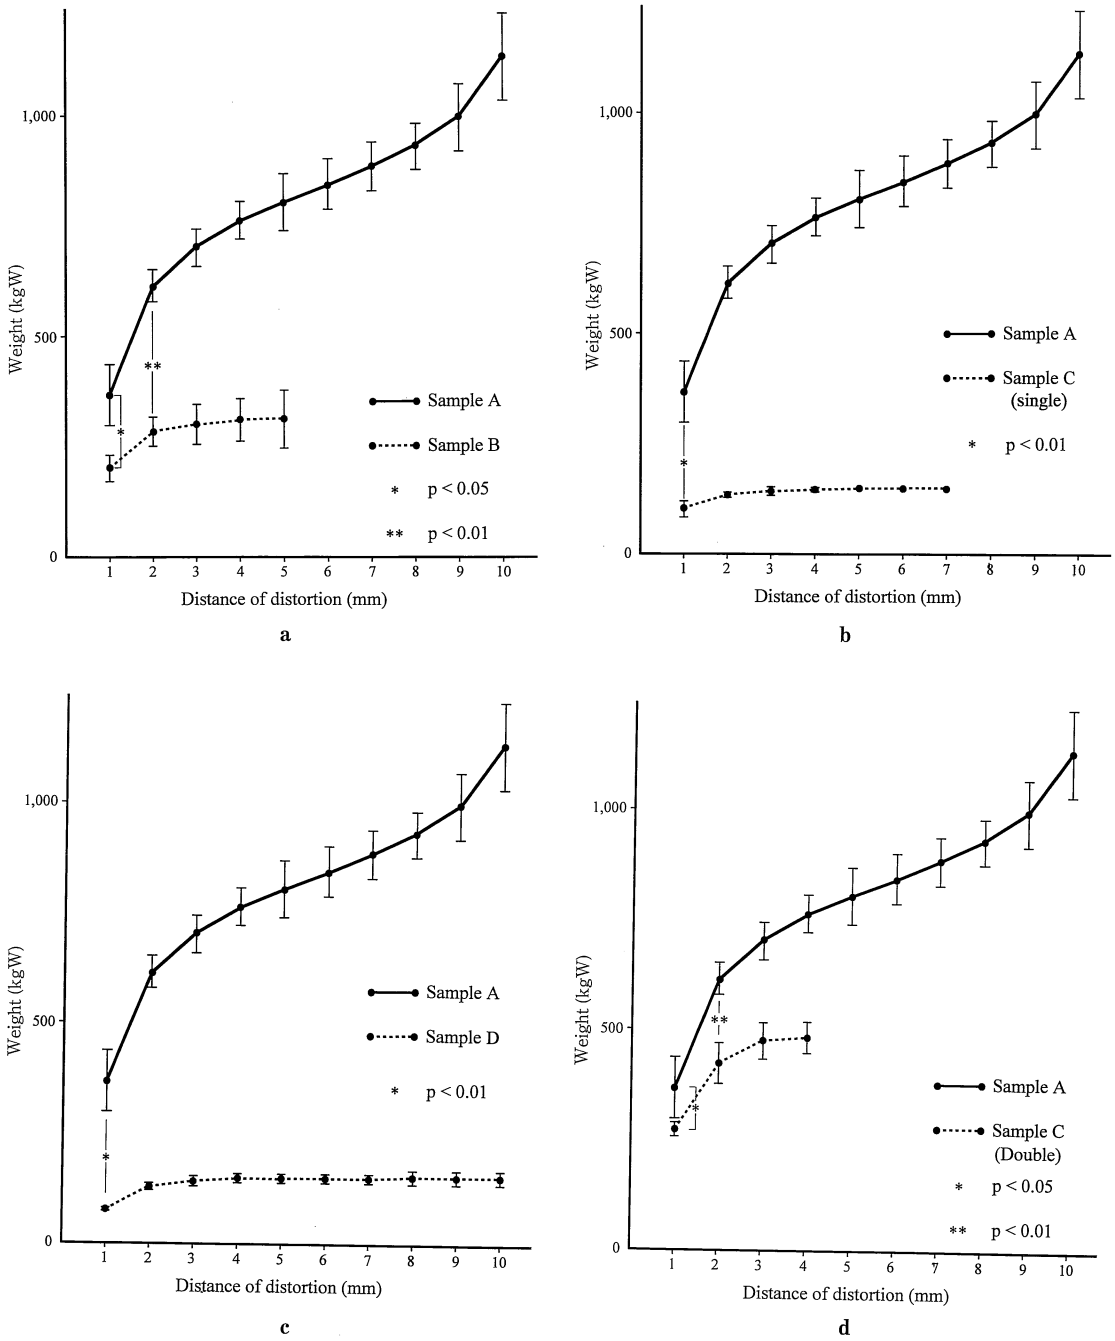 1,000
500
0
Weight (kgW)
1 2 3 4 5 6 7 8 9 10
Distance of distortion (mm)
Sample A
Sample B
* p < 0.05
** p < 0.01
*
**
a
1,000
500
0
Weight (kgW)
1 2 3 4 5 6 7 8 9 10
Distance of distortion (mm)
Sample A
Sample C
(single)
* p < 0.01
*
b
1,000
500
0
Weight (kgW)
1 2 3 4 5 6 7 8 9 10
Distance of distortion (mm)
Sample A
Sample D
* p < 0.01
*
c
1,000
500
0
Weight (kgW)
1 2 3 4 5 6 7 8 9 10
Distance of distortion (mm)
Sample A
Sample C
(Double)
* p < 0.05
** p < 0.01
*
**
d